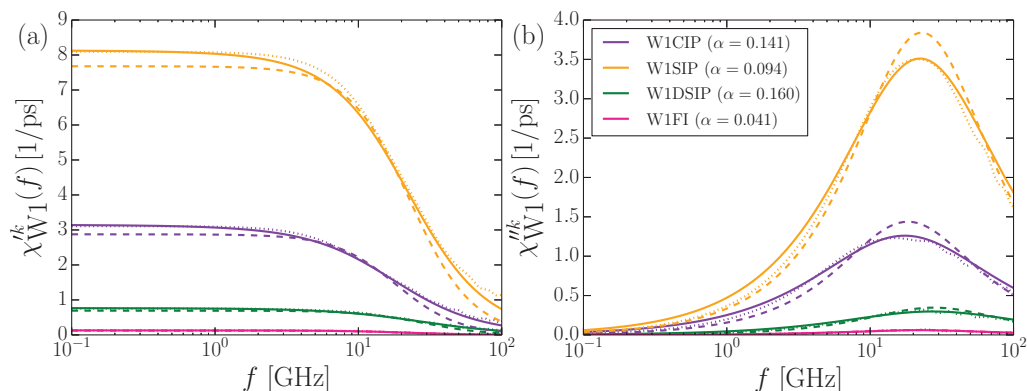 (a)
9
8
7
6
5
4
3
2
1
0
χ′ᵏ_W1(f) [1/ps]
10⁻¹ 10⁰ 10¹ 10²
f [GHz]
(b)
4.0
3.5
3.0
2.5
2.0
1.5
1.0
0.5
0.0
χ″ᵏ_W1(f) [1/ps]
W1CIP (α = 0.141)
W1SIP (α = 0.094)
W1DSIP (α = 0.160)
W1FI (α = 0.041)
10⁻¹ 10⁰ 10¹ 10²
f [GHz]